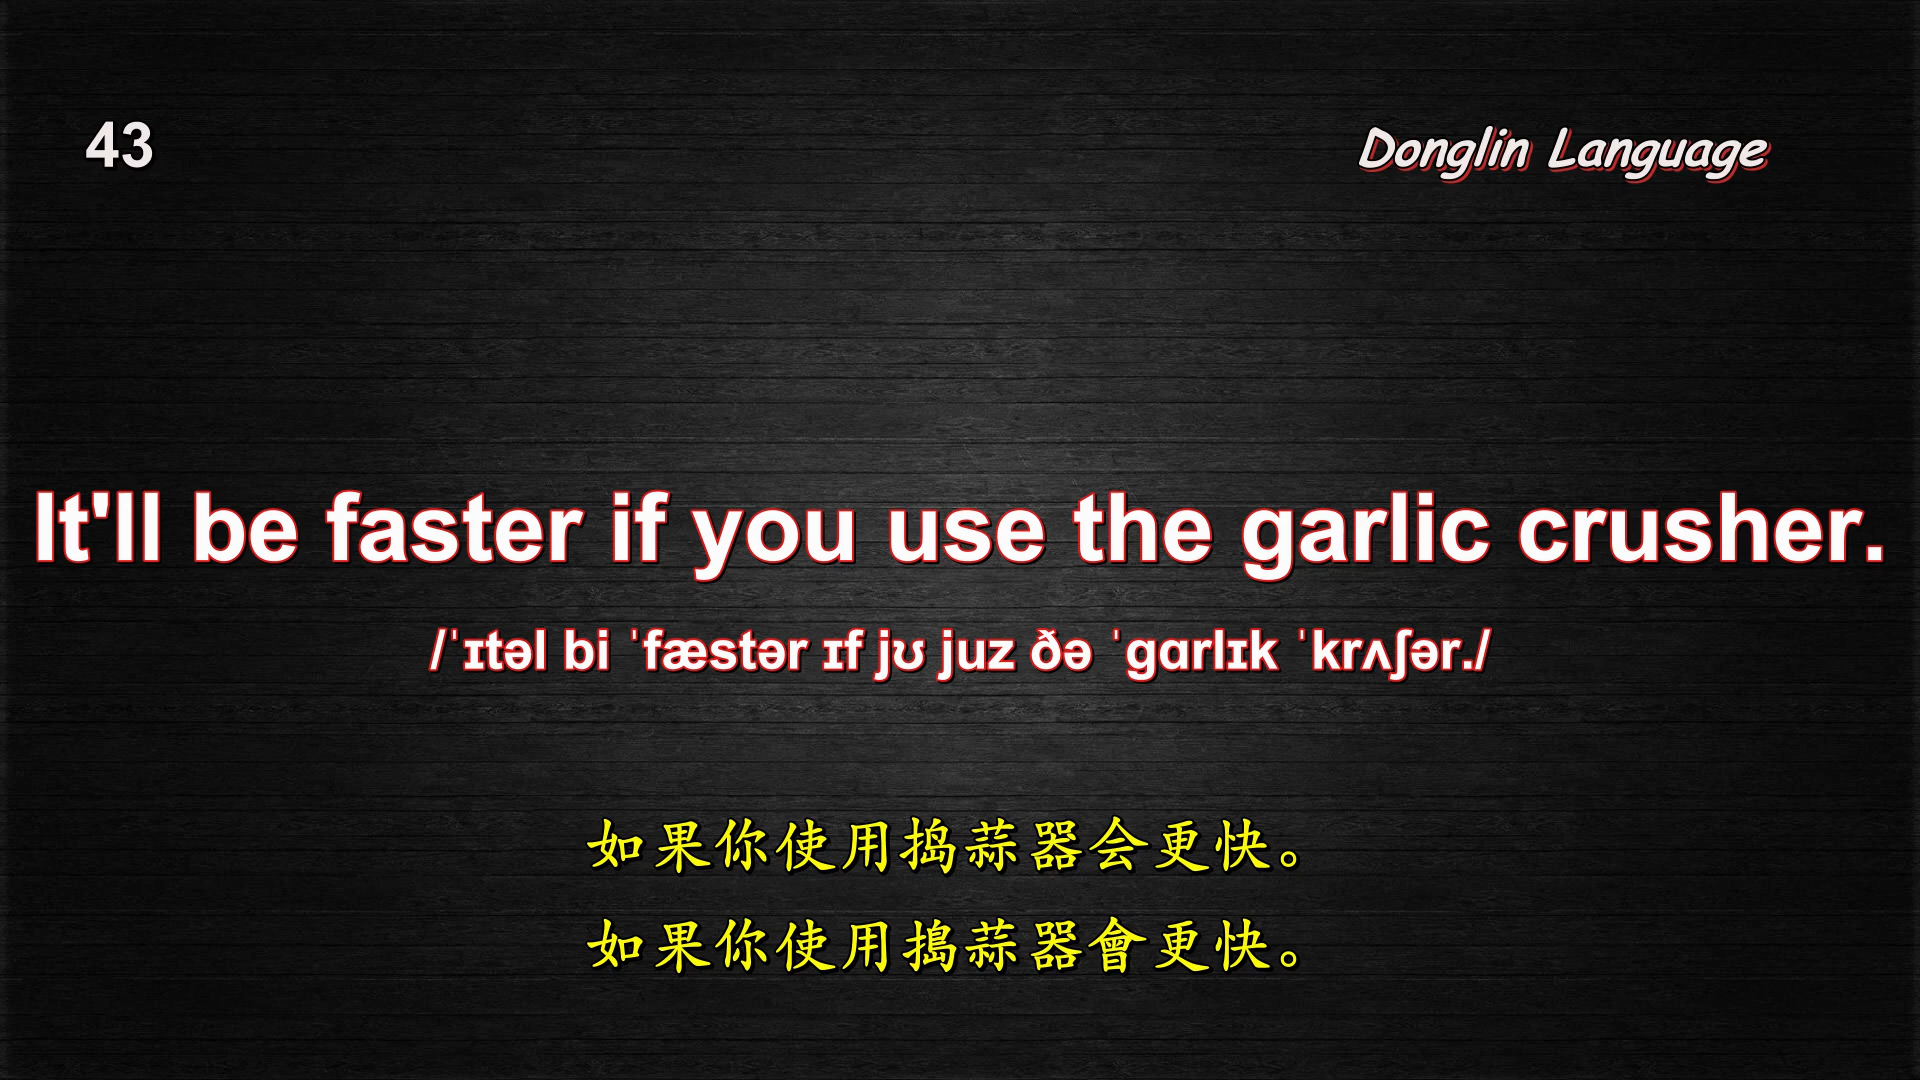 43
Donglin Language
It'll be faster if you use the garlic crusher.
/ˈɪtəl bi ˈfæstər ɪf jʊ juz ðə ˈgɑrlɪk ˈkrʌʃər./
如果你使用捣蒜器会更快。
如果你使用搗蒜器會更快。